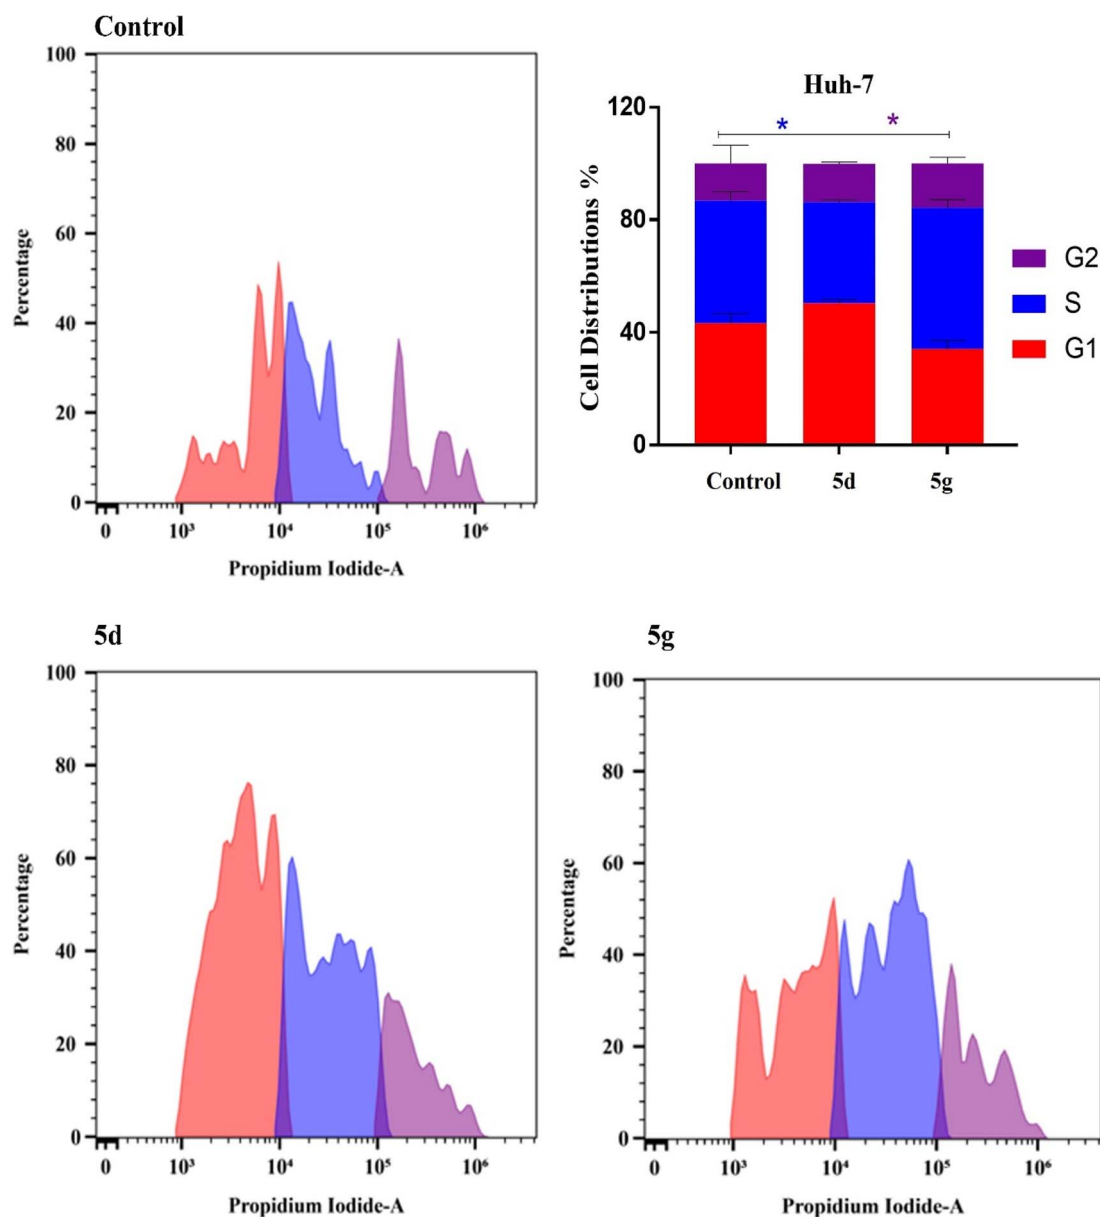 Control
100
80
60
40
20
0
Percentage
0 10³ 10⁴ 10⁵ 10⁶
Propidium Iodide-A
Huh-7
120
80
40
0
Cell Distributions %
* *
Control 5d 5g
G2
S
G1
5d
100
80
60
40
20
0
Percentage
0 10³ 10⁴ 10⁵ 10⁶
Propidium Iodide-A
5g
100
80
60
40
20
0
Percentage
0 10³ 10⁴ 10⁵ 10⁶
Propidium Iodide-A